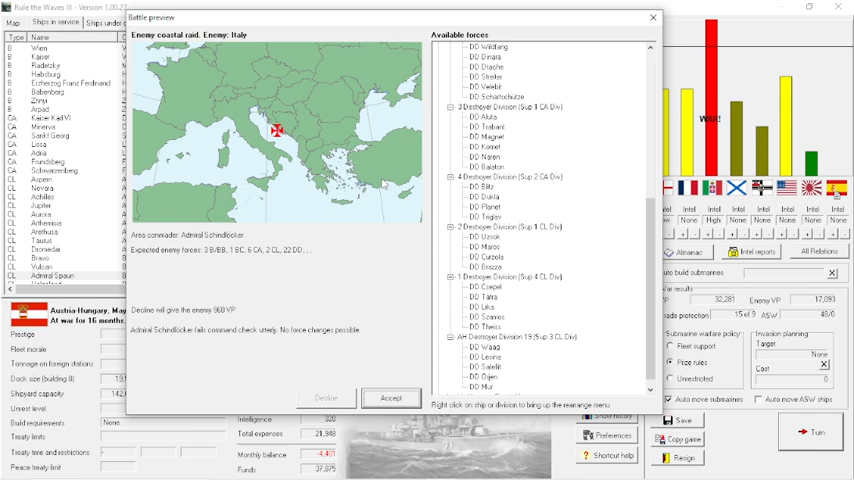 Rule the Waves III - Version 1.00.27
Map
Ships in service
Ships under
Type
Name
B Wien
B Kaiser
B Radetzky
B Habsburg
B Erzherzog Franz Ferdinand
B Babenberg
B Zrinyi
B Arpad
CA Kaiser Karl VI
CA Minerva
CA Sankt Georg
CA Lissa
CA Adria
CA Frundsberg
CA Schwarzenberg
CL Aspern
CL Novara
CL Achilles
CL Jupiter
CL Aurora
CL Arthemisia
CL Arethusa
CL Taurus
CL Dromedar
CL Bravo
CL Vulcan
CL Admiral Spaun
Austria-Hungary, May
At war for 16 months.
Prestige
Fleet morale
Tonnage on foreign stations
Dock size (building 8)
19,5
Shipyard capacity
142,0
Unrest level
Build requirements
None
Treaty limits
Treaty time and restrictions
-
Peace treaty limit
Battle preview
Enemy coastal raid. Enemy: Italy
Area commader: Admiral Schindlöcker
Expected enemy forces: 3 B/BB, 1 BC, 6 CA, 2 CL, 22 DD, ...
Decline will give the enemy 960 VP
Admiral Schindlöcker fails command check utterly. No force changes possible.
Decline
Accept
Available forces
DD Wildfang
DD Dinara
DD Drache
DD Streiter
DD Velebit
DD Scharfschütze
3 Destroyer Division (Sup 1 CA Div)
DD Aluta
DD Trabant
DD Magnet
DD Komet
DD Naren
DD Balaton
4 Destroyer Division (Sup 2 CA Div)
DD Blitz
DD Dukla
DD Planet
DD Triglav
2 Destroyer Division (Sup 1 CL Div)
DD Uzsok
DD Maros
DD Curzola
DD Brazza
1 Destroyer Division (Sup 4 CL Div)
DD Csepel
DD Tatra
DD Lika
DD Szamos
DD Theiss
AH Destroyer Division 19 (Sup 3 CL Div)
DD Waag
DD Lesina
DD Satellit
DD Orjen
DD Mur
Right click on ship or division to bring up the rearrange menu
Intelligence
320
Total expenses
21,948
Monthly balance
-4,401
Funds
37,875
War!
Intel Intel Intel Intel Intel Intel Intel Intel
None High None None None None None
Almanac
Intel reports
All Relations
Auto build submarines
War results
VP
32,281
Enemy VP
17,093
Trade protection
15 of 9
ASW
48/0
Submarine warfare policy
Fleet support
Prize rules
Unrestricted
Invasion planning
Target
None
Cost
0
Auto move submarines
Auto move ASW ships
Show history
Preferences
Shortcut help
Save
Copy game
Resign
Turn